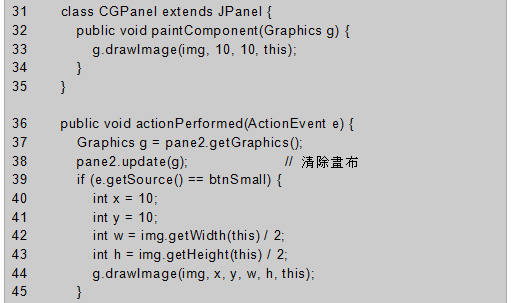 31 class CGPanel extends JPanel {
32 public void paintComponent(Graphics g) {
33 g.drawImage(img, 10, 10, this);
34 }
35 }
36 public void actionPerformed(ActionEvent e) {
37 Graphics g = pane2.getGraphics();
38 pane2.update(g); // 清除畫布
39 if (e.getSource() == btnSmall) {
40 int x = 10;
41 int y = 10;
42 int w = img.getWidth(this) / 2;
43 int h = img.getHeight(this) / 2;
44 g.drawImage(img, x, y, w, h, this);
45 }